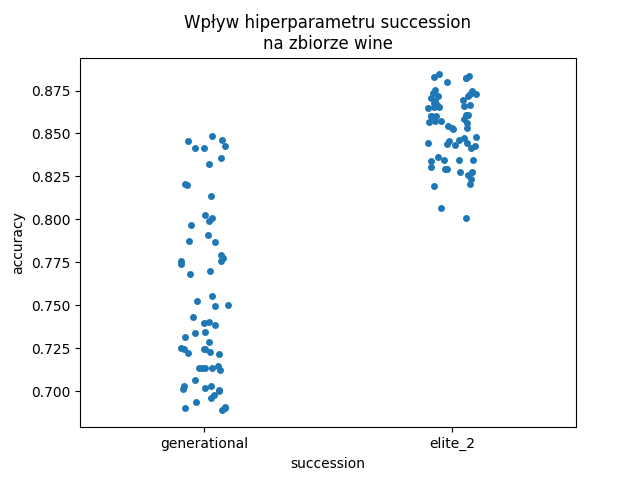 Wpływ hiperparametru succession
na zbiorze wine
accuracy
0.875
0.850
0.825
0.800
0.775
0.750
0.725
0.700
generational elite_2
succession